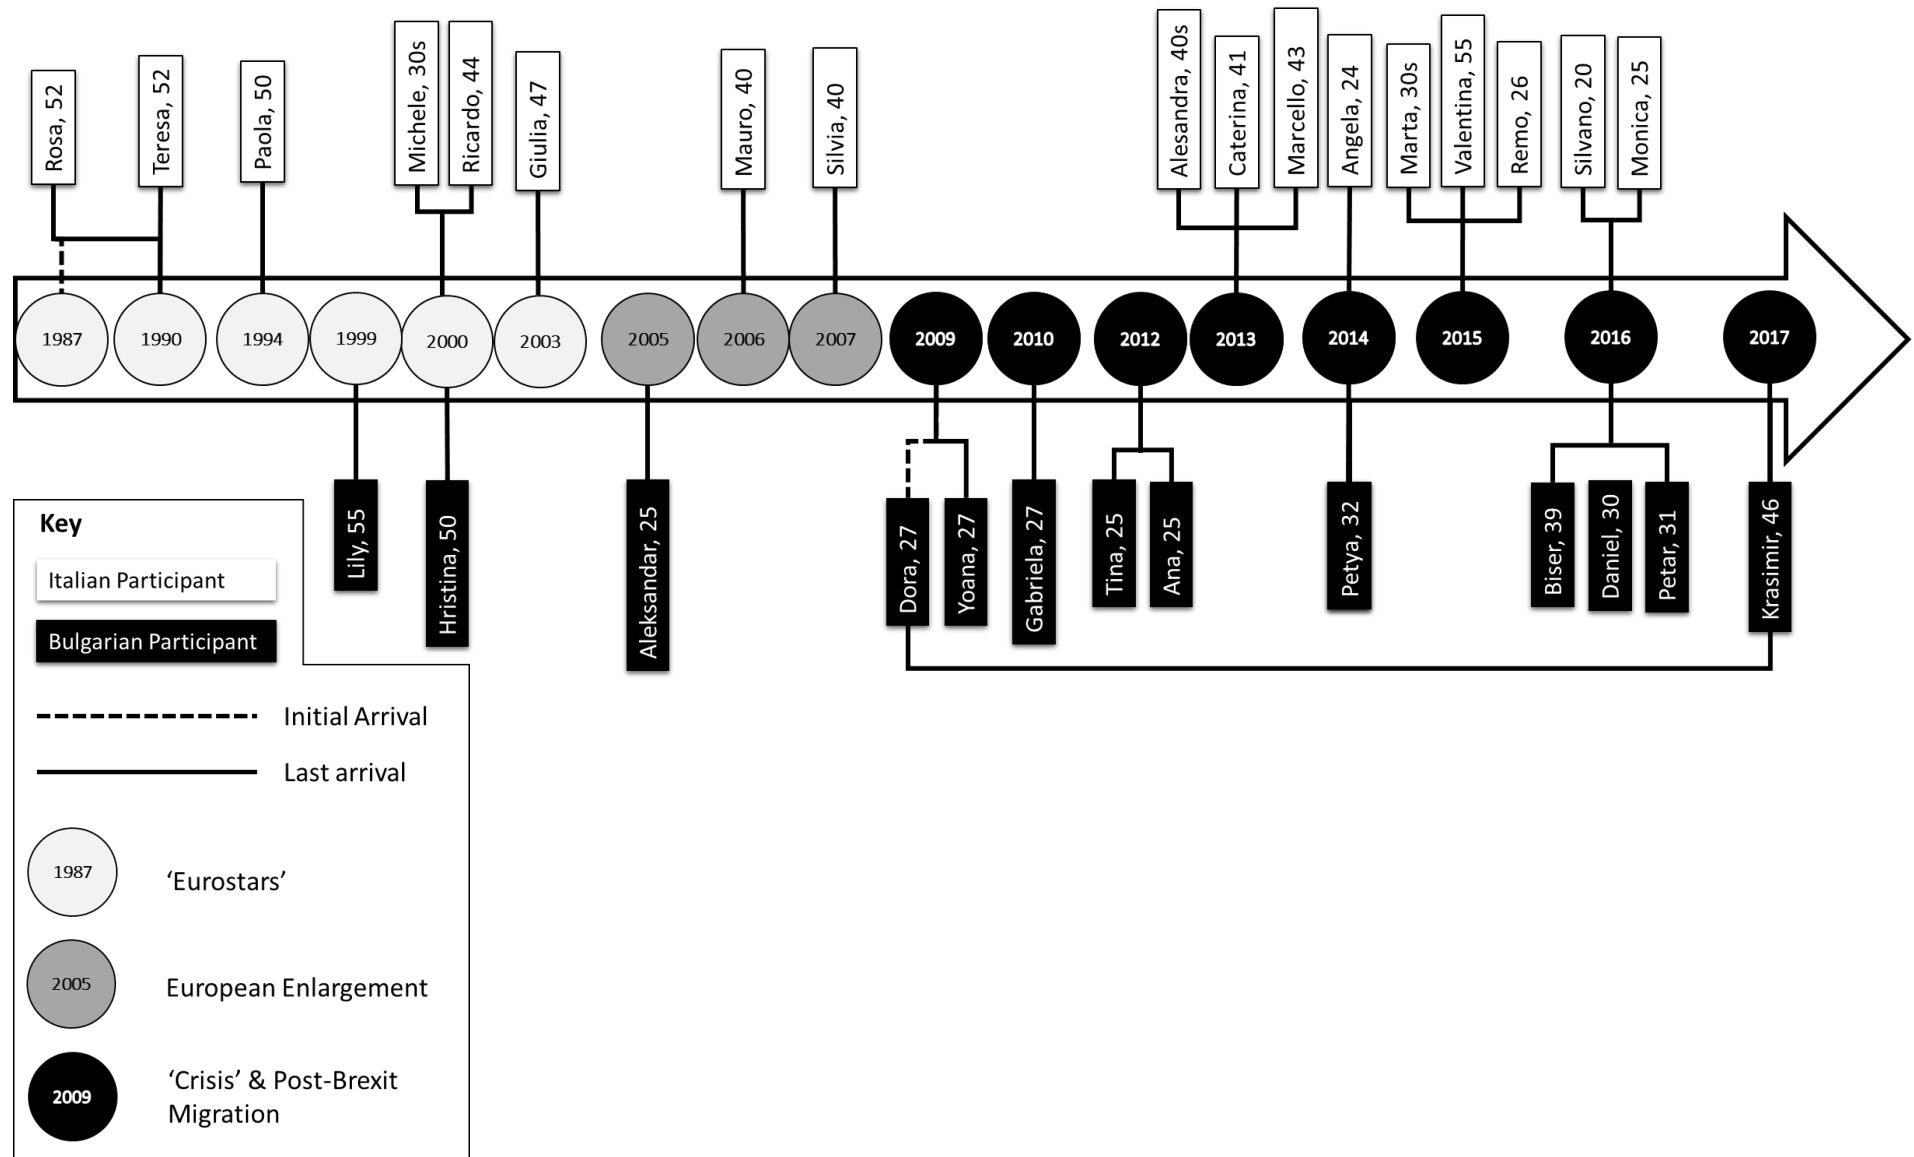 Rosa, 52
Teresa, 52
Paola, 50
Michele, 30s
Ricardo, 44
Giulia, 47
Mauro, 40
Silvia, 40
Alesandra, 40s
Caterina, 41
Marcello, 43
Angela, 24
Marta, 30s
Valentina, 55
Remo, 26
Silvano, 20
Monica, 25
1987
1990
1994
1999
2000
2003
2005
2006
2007
2009
2010
2012
2013
2014
2015
2016
2017
Lily, 55
Hristina, 50
Aleksandar, 25
Dora, 27
Yoana, 27
Gabriela, 27
Tina, 25
Ana, 25
Petya, 32
Biser, 39
Daniel, 30
Petar, 31
Krasimir, 46
Key
Italian Participant
Bulgarian Participant
Initial Arrival
Last arrival
1987
‘Eurostars’
2005
European Enlargement
2009
‘Crisis’ & Post-Brexit
Migration